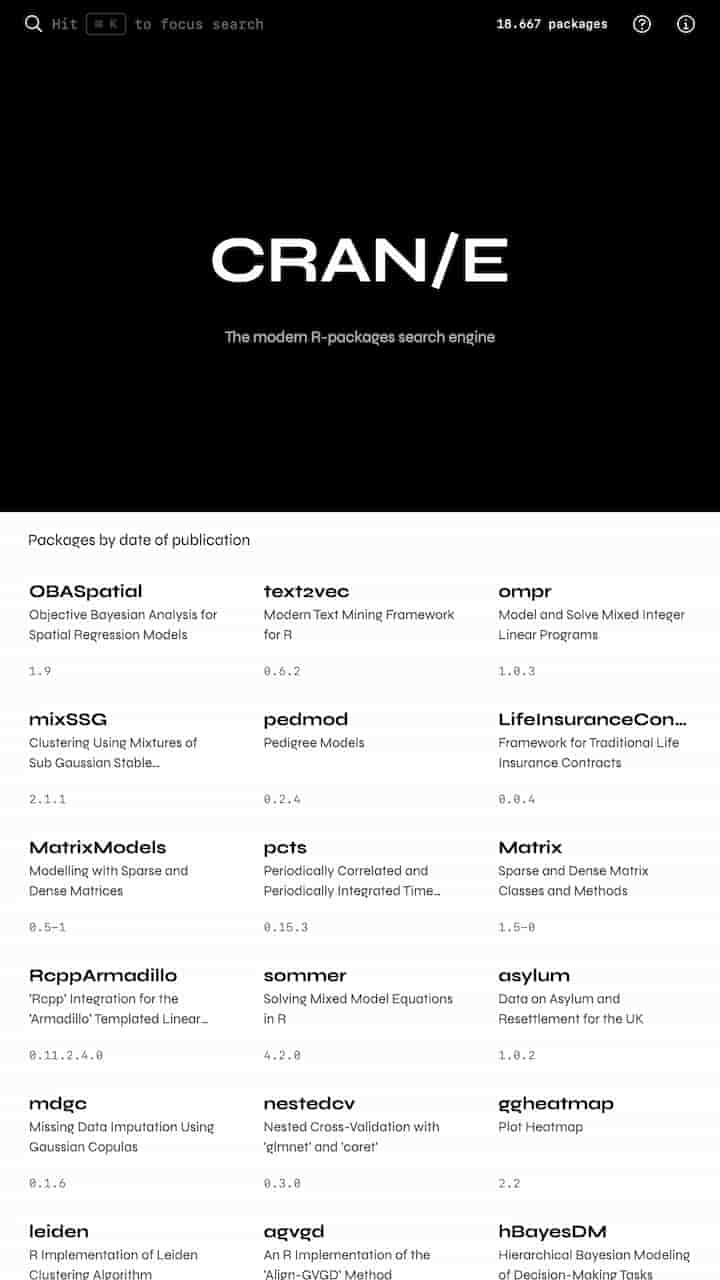 Hit ⌘ K to focus search
18.667 packages
CRAN/E
The modern R-packages search engine
Packages by date of publication
OBASpatial
Objective Bayesian Analysis for
Spatial Regression Models
1.9
text2vec
Modern Text Mining Framework
for R
0.6.2
ompr
Model and Solve Mixed Integer
Linear Programs
1.0.3
mixSSG
Clustering Using Mixtures of
Sub Gaussian Stable…
2.1.1
pedmod
Pedigree Models
0.2.4
LifeInsuranceCon…
Framework for Traditional Life
Insurance Contracts
0.0.4
MatrixModels
Modelling with Sparse and
Dense Matrices
0.5-1
pcts
Periodically Correlated and
Periodically Integrated Time…
0.15.3
Matrix
Sparse and Dense Matrix
Classes and Methods
1.5-0
RcppArmadillo
'Rcpp' Integration for the
'Armadillo' Templated Linear…
0.11.2.4.0
sommer
Solving Mixed Model Equations
in R
4.2.0
asylum
Data on Asylum and
Resettlement for the UK
1.0.2
mdgc
Missing Data Imputation Using
Gaussian Copulas
0.1.6
nestedcv
Nested Cross-Validation with
'glmnet' and 'caret'
0.3.0
ggheatmap
Plot Heatmap
2.2
leiden
R Implementation of Leiden
Clustering Algorithm
agvgd
An R Implementation of the
'Align-GVGD' Method
hBayesDM
Hierarchical Bayesian Modeling
of Decision-Making Tasks